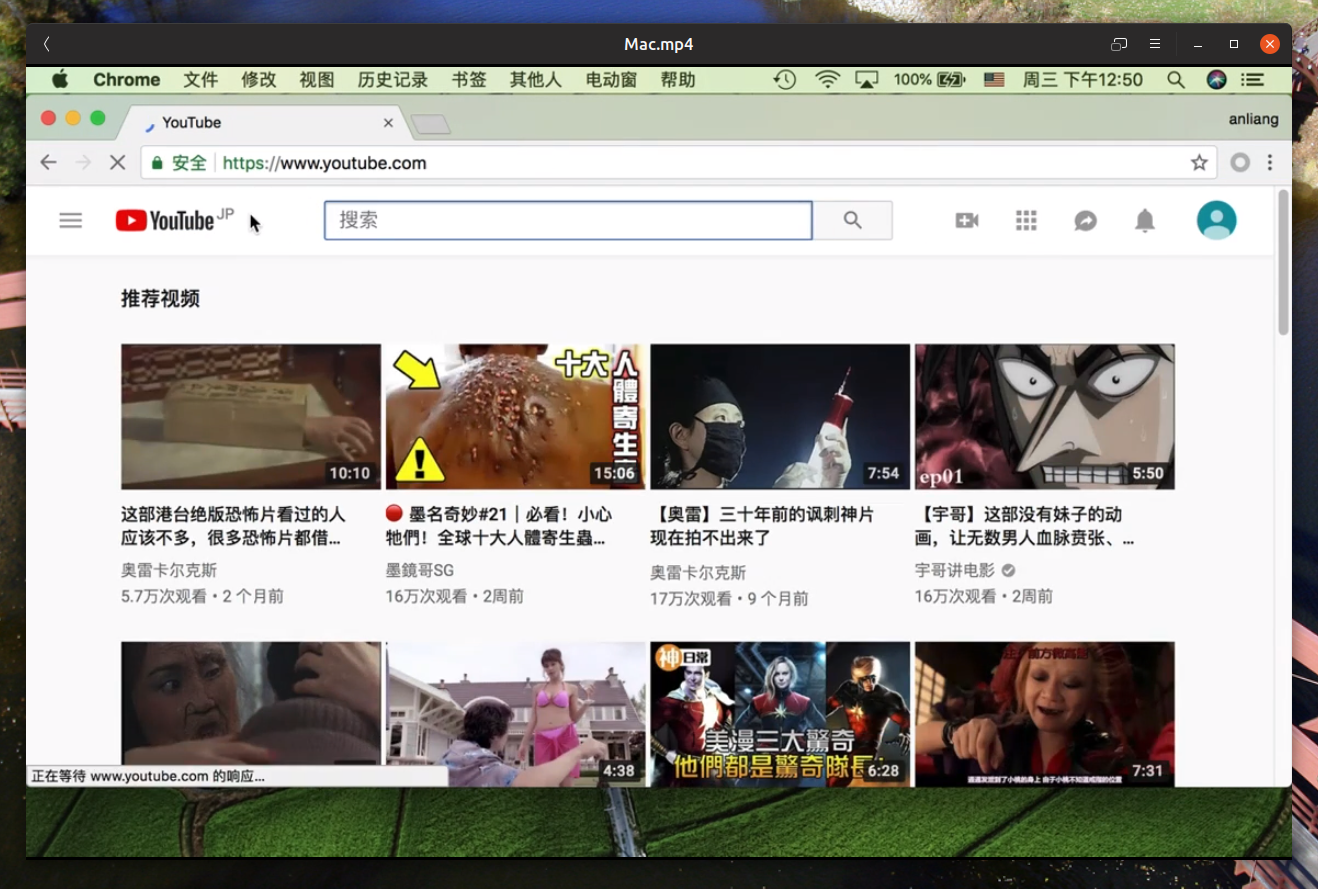 Mac.mp4
Chrome 文件 修改 视图 历史记录 书签 其他人 电动窗 帮助 100% 周三 下午12:50
YouTube
anliang
安全 https://www.youtube.com
YouTube JP
搜索
推荐视频
10:10
十大人體寄生
15:06
7:54
ep01
5:50
这部港台绝版恐怖片看过的人
应该不多，很多恐怖片都借...
奥雷卡尔克斯
5.7万次观看 • 2 个月前
墨名奇妙#21｜必看！小心
牠們！全球十大人體寄生蟲...
墨鏡哥SG
16万次观看 • 2周前
【奥雷】三十年前的讽刺神片
现在拍不出来了
奥雷卡尔克斯
17万次观看 • 9 个月前
【宇哥】这部没有妹子的动
画，让无数男人血脉贲张、...
宇哥讲电影
16万次观看 • 2周前
4:38
神日常
美漫三大驚奇
他們都是驚奇隊長
6:28
7:31
正在等待 www.youtube.com 的响应...